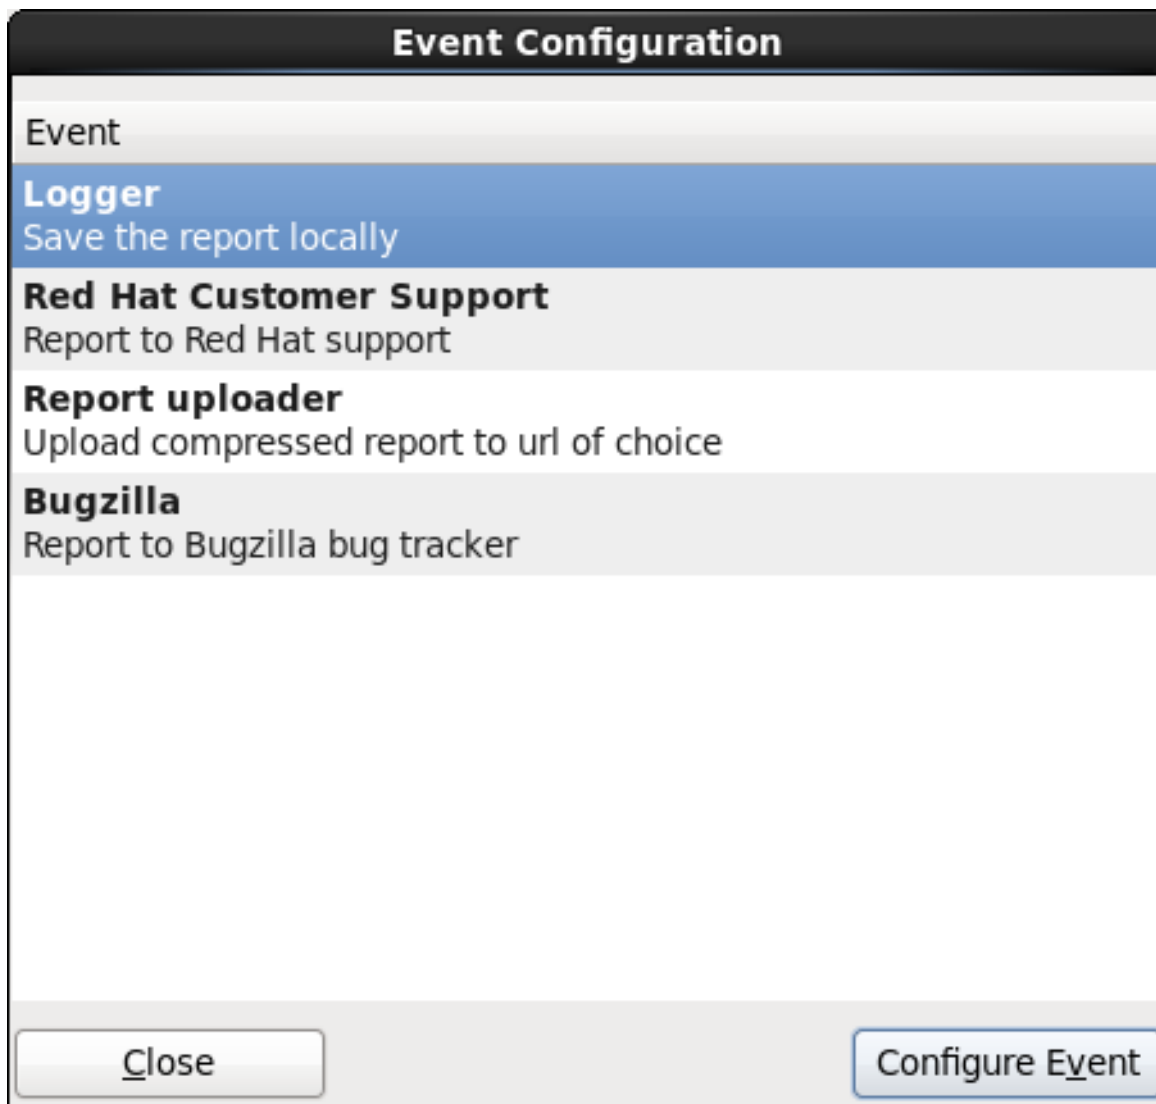 Event Configuration
Event
Logger
Save the report locally
Red Hat Customer Support
Report to Red Hat support
Report uploader
Upload compressed report to url of choice
Bugzilla
Report to Bugzilla bug tracker
Close
Configure Event